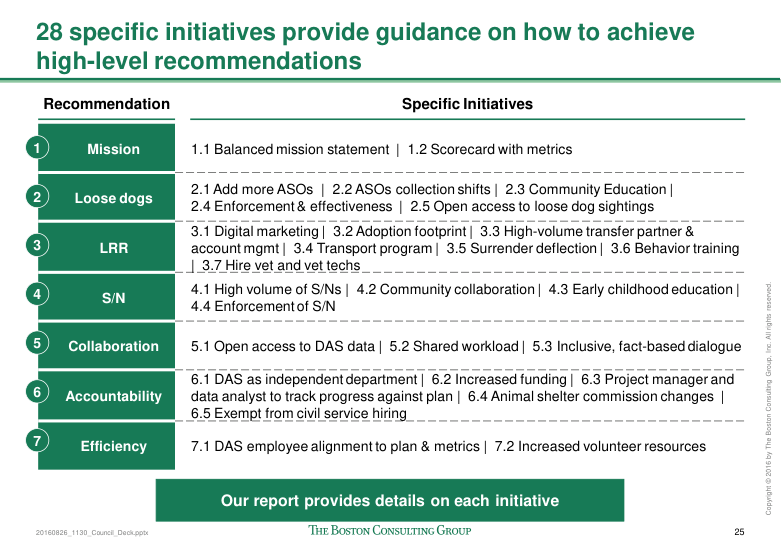 28 specific initiatives provide guidance on how to achieve
high-level recommendations
Recommendation
Specific Initiatives
1
Mission
1.1 Balanced mission statement | 1.2 Scorecard with metrics
2
Loose dogs
2.1 Add more ASOs | 2.2 ASOs collection shifts | 2.3 Community Education |
2.4 Enforcement & effectiveness | 2.5 Open access to loose dog sightings
3
LRR
3.1 Digital marketing | 3.2 Adoption footprint | 3.3 High-volume transfer partner &
account mgmt | 3.4 Transport program | 3.5 Surrender deflection | 3.6 Behavior training
| 3.7 Hire vet and vet techs
4
S/N
4.1 High volume of S/Ns | 4.2 Community collaboration | 4.3 Early childhood education |
4.4 Enforcement of S/N
5
Collaboration
5.1 Open access to DAS data | 5.2 Shared workload | 5.3 Inclusive, fact-based dialogue
6
Accountability
6.1 DAS as independent department | 6.2 Increased funding | 6.3 Project manager and
data analyst to track progress against plan | 6.4 Animal shelter commission changes |
6.5 Exempt from civil service hiring
7
Efficiency
7.1 DAS employee alignment to plan & metrics | 7.2 Increased volunteer resources
Our report provides details on each initiative
20160826_1130_Council_Deck.pptx
THE BOSTON CONSULTING GROUP
25
Copyright © 2016 by The Boston Consulting Group, Inc. All rights reserved.